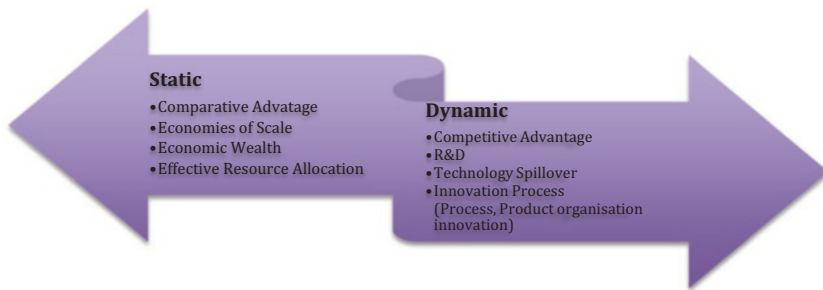 Static
•Comparative Advatage
•Economies of Scale
•Economic Wealth
•Effective Resource Allocation
Dynamic
•Competitive Advantage
•R&D
•Technology Spillover
•Innovation Process
(Process, Product organisation
innovation)